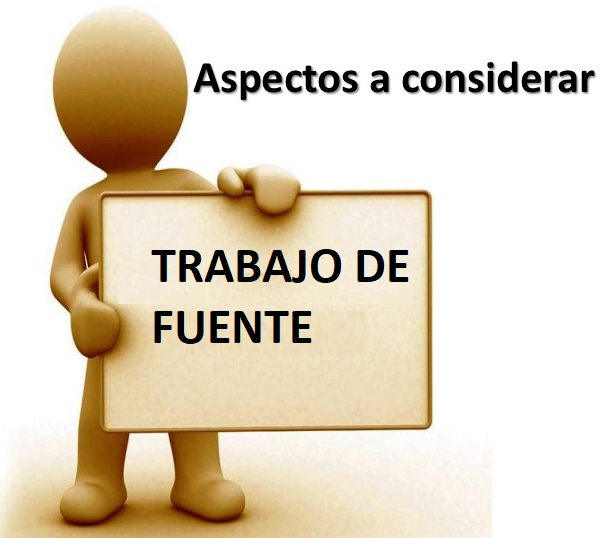 Aspectos a considerar
TRABAJO DE
FUENTE